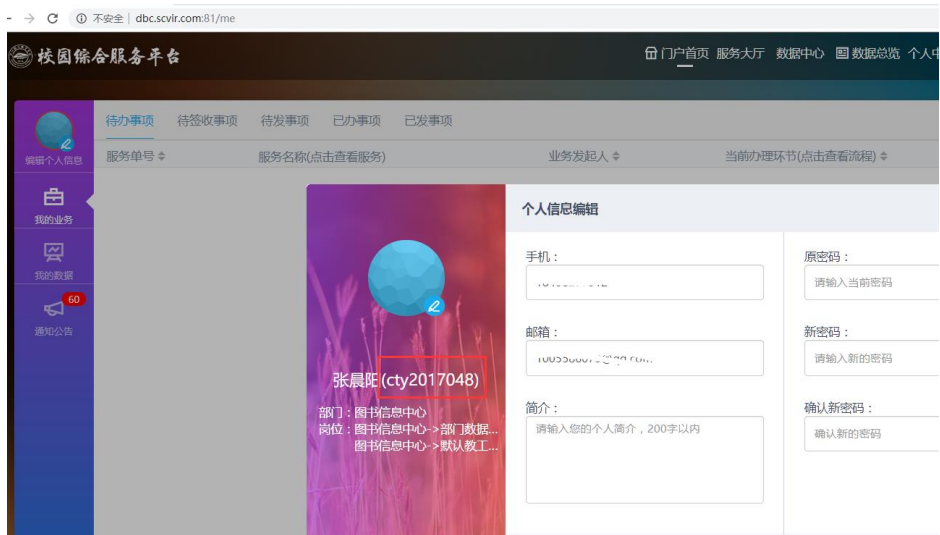 不安全 | dbc.scvir.com:81/me
校园综合服务平台
门户首页 服务大厅 数据中心 数据总览 个人中
编辑个人信息
我的业务
我的数据
60
通知公告
待办事项 待签收事项 待发事项 已办事项 已发事项
服务单号 服务名称(点击查看服务) 业务发起人 当前办理环节(点击查看流程)
张晨阳(cty2017048)
部门：图书信息中心
岗位：图书信息中心->部门数据...
图书信息中心->默认教工...
个人信息编辑
手机：
邮箱：
简介：
请输入您的个人简介，200字以内
原密码：
请输入当前密码
新密码：
请输入新的密码
确认新密码：
确认新的密码